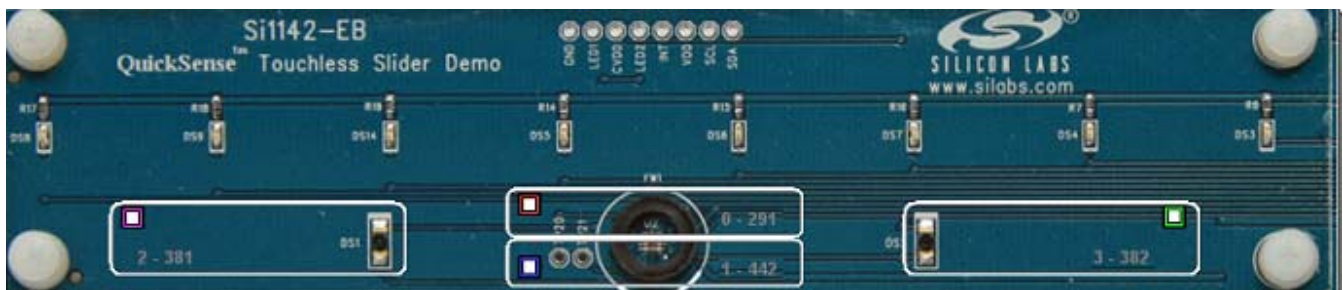 Si1142-EB
QuickSense™ Touchless Slider Demo
GND LED1 CVDD LED2 INT VDD SCL SDA
SILICON LABS®
www.silabs.com
R17 R18 R19 R14 R13 R16 R7 R8
DS8 DS9 DS14 DS5 DS6 DS7 DS4 DS3
FW1
2 - 381
DS1
0 - 291
1 - 442
3 - 382